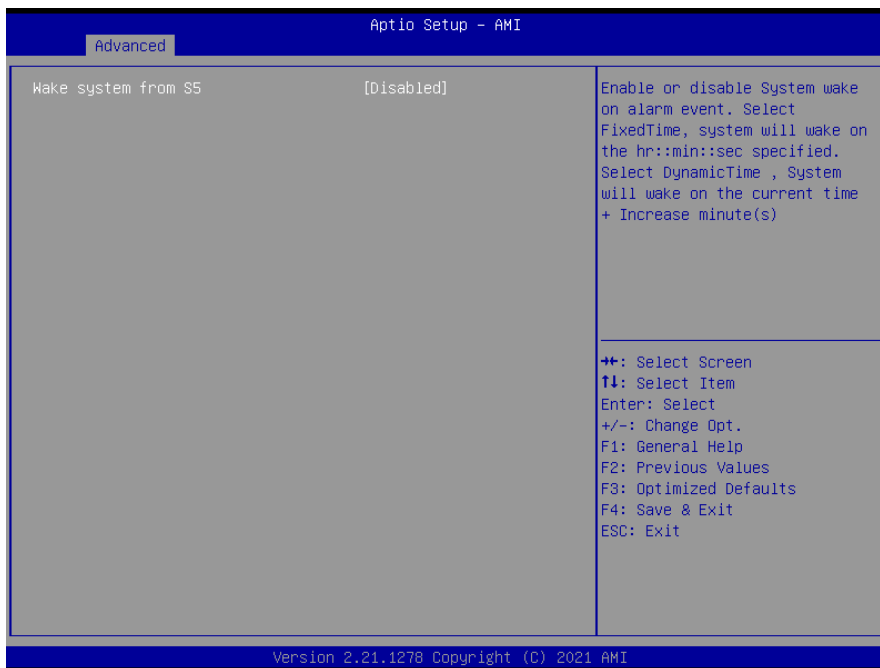 Aptio Setup – AMI
Advanced
Wake system from S5 [Disabled]
Enable or disable System wake
on alarm event. Select
FixedTime, system will wake on
the hr::min::sec specified.
Select DynamicTime , System
will wake on the current time
+ Increase minute(s)
→←: Select Screen
↑↓: Select Item
Enter: Select
+/-: Change Opt.
F1: General Help
F2: Previous Values
F3: Optimized Defaults
F4: Save & Exit
ESC: Exit
Version 2.21.1278 Copyright (C) 2021 AMI